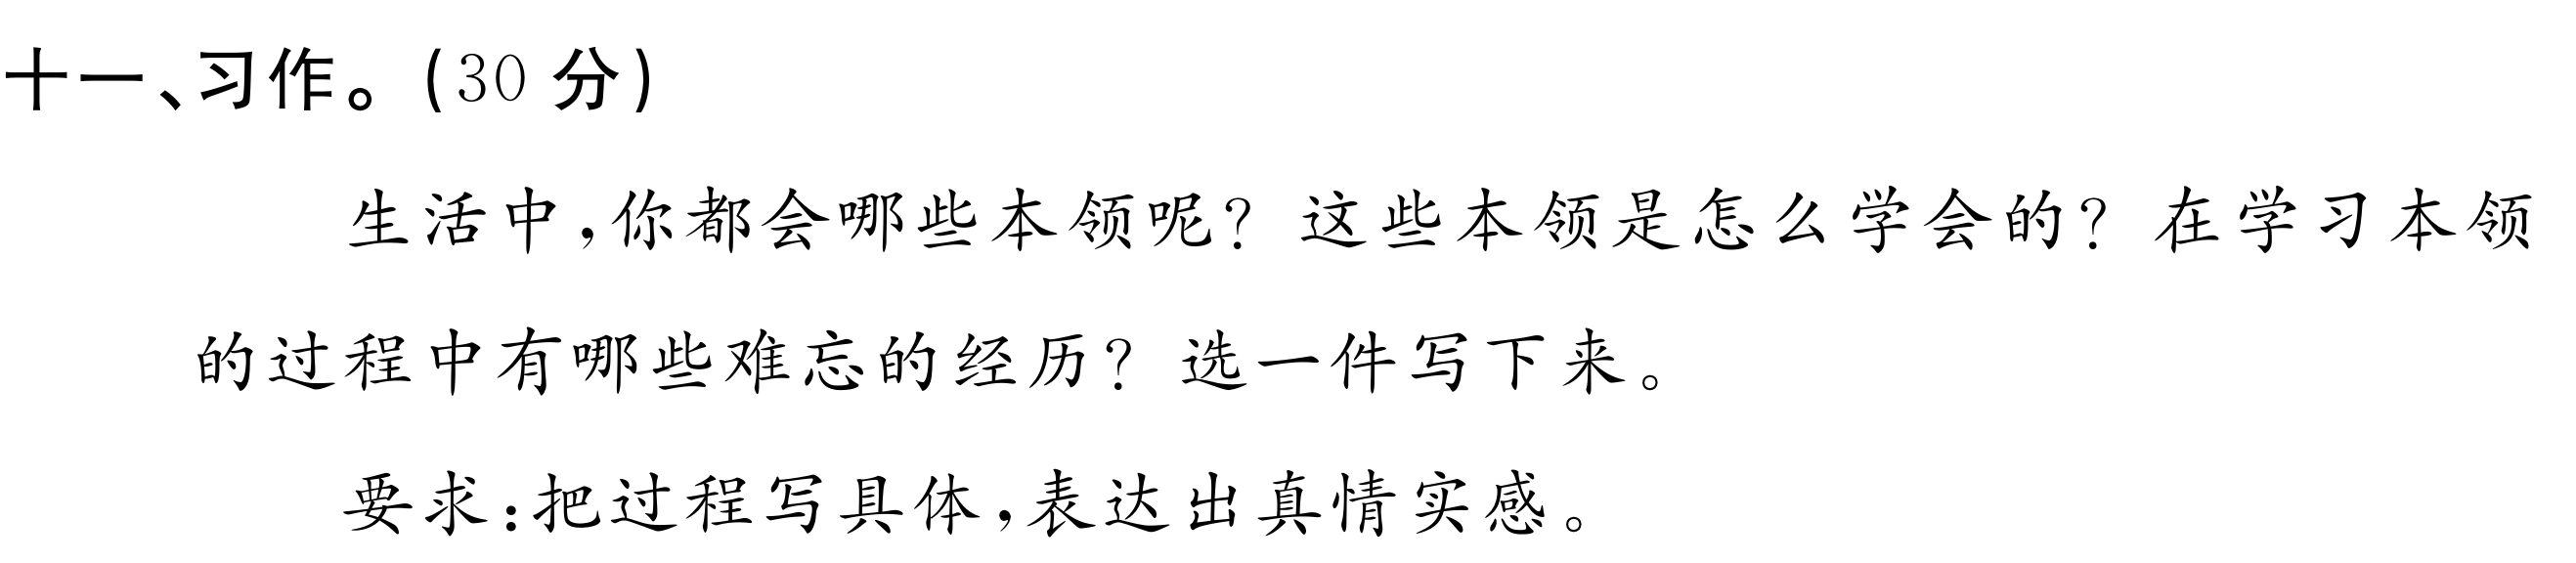 十一、习作。(30 分)
生活中,你都会哪些本领呢? 这些本领是怎么学会的? 在学习本领
的过程中有哪些难忘的经历? 选一件写下来。
要求:把过程写具体,表达出真情实感。